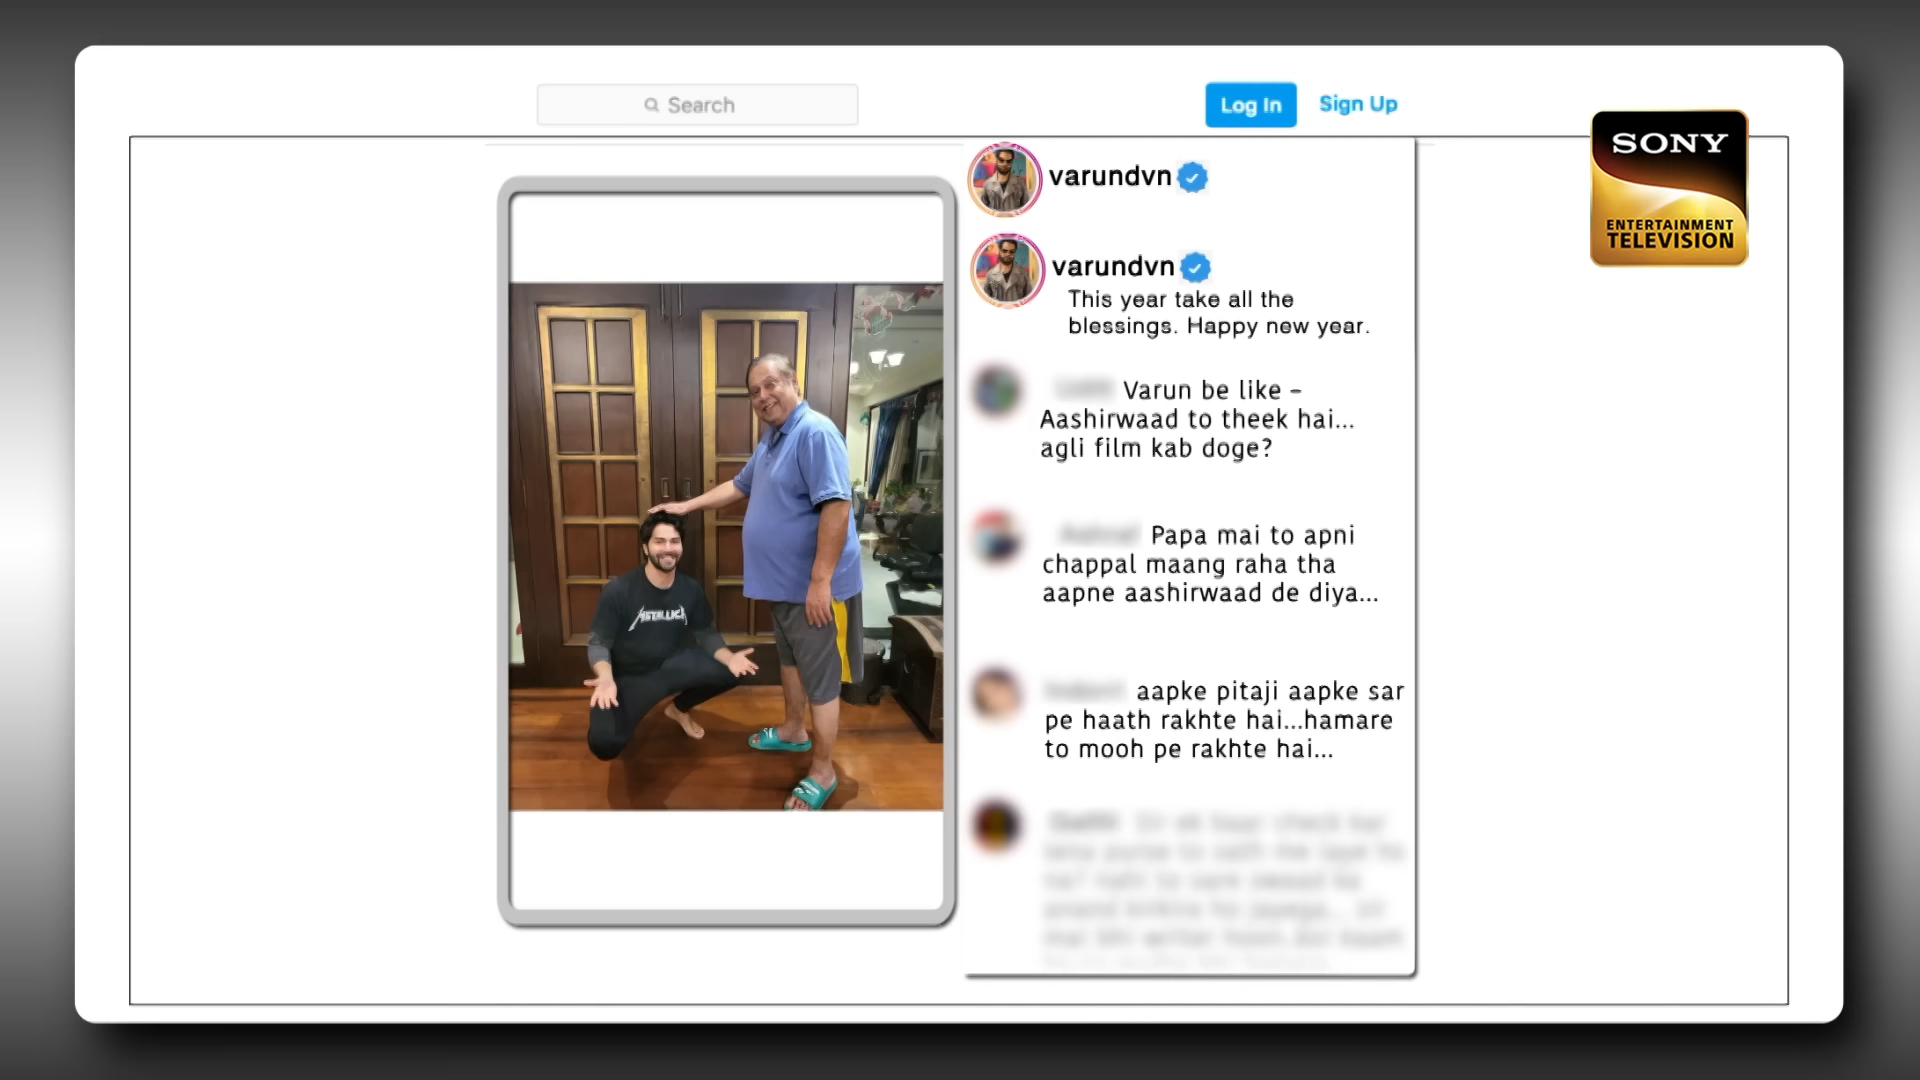 Search
Log In
Sign Up
SONY
ENTERTAINMENT
TELEVISION
varundvn
varundvn
This year take all the
blessings. Happy new year.
Varun be like –
Aashirwaad to theek hai...
agli film kab doge?
Papa mai to apni
chappal maang raha tha
aapne aashirwaad de diya...
aapke pitaji aapke sar
pe haath rakhte hai...hamare
to mooh pe rakhte hai...
METALLICA